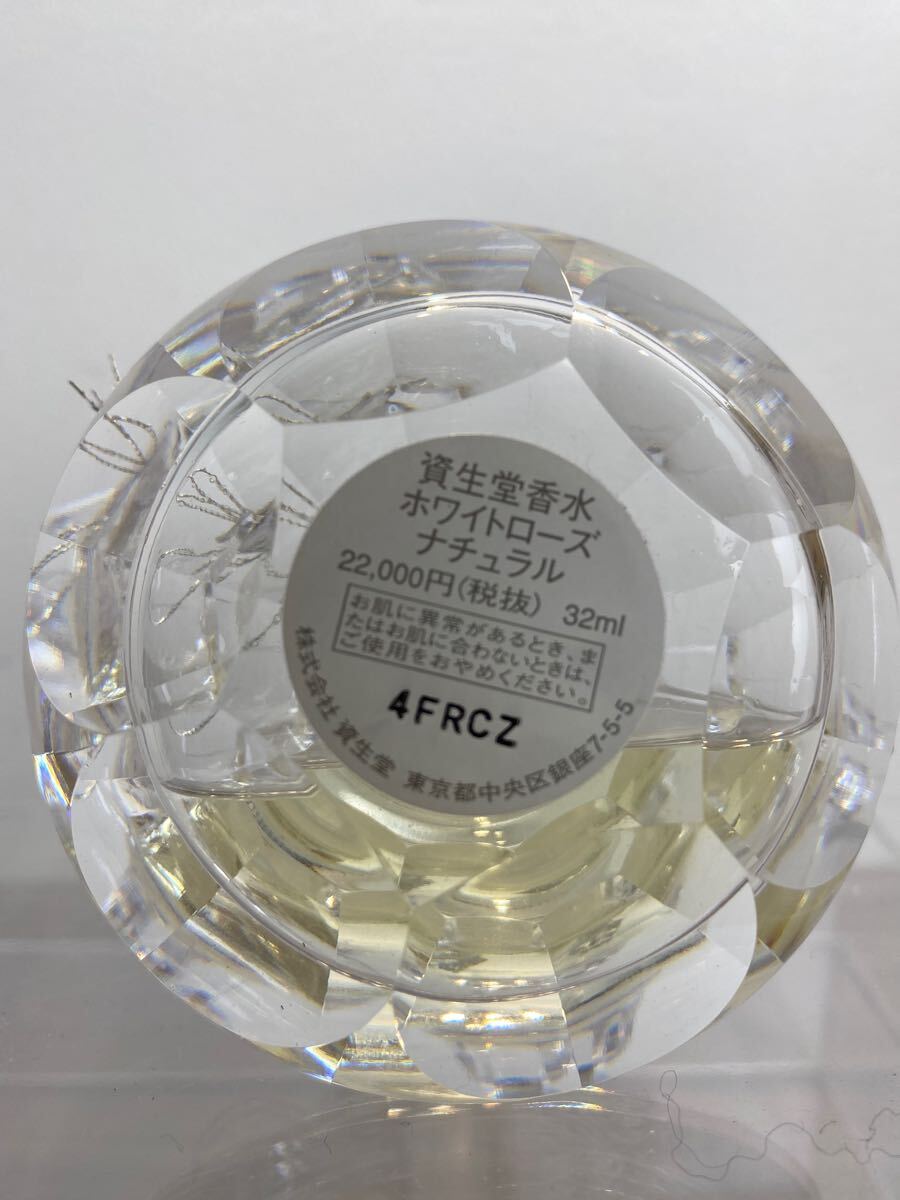 資生堂香水
ホワイトローズ
ナチュラル
22,000円(税抜) 32ml
お肌に異常があるとき、ま
たはお肌に合わないときは、
ご使用をおやめください。
4FRCZ
株式会社 資生堂 東京都中央区銀座7-5-5